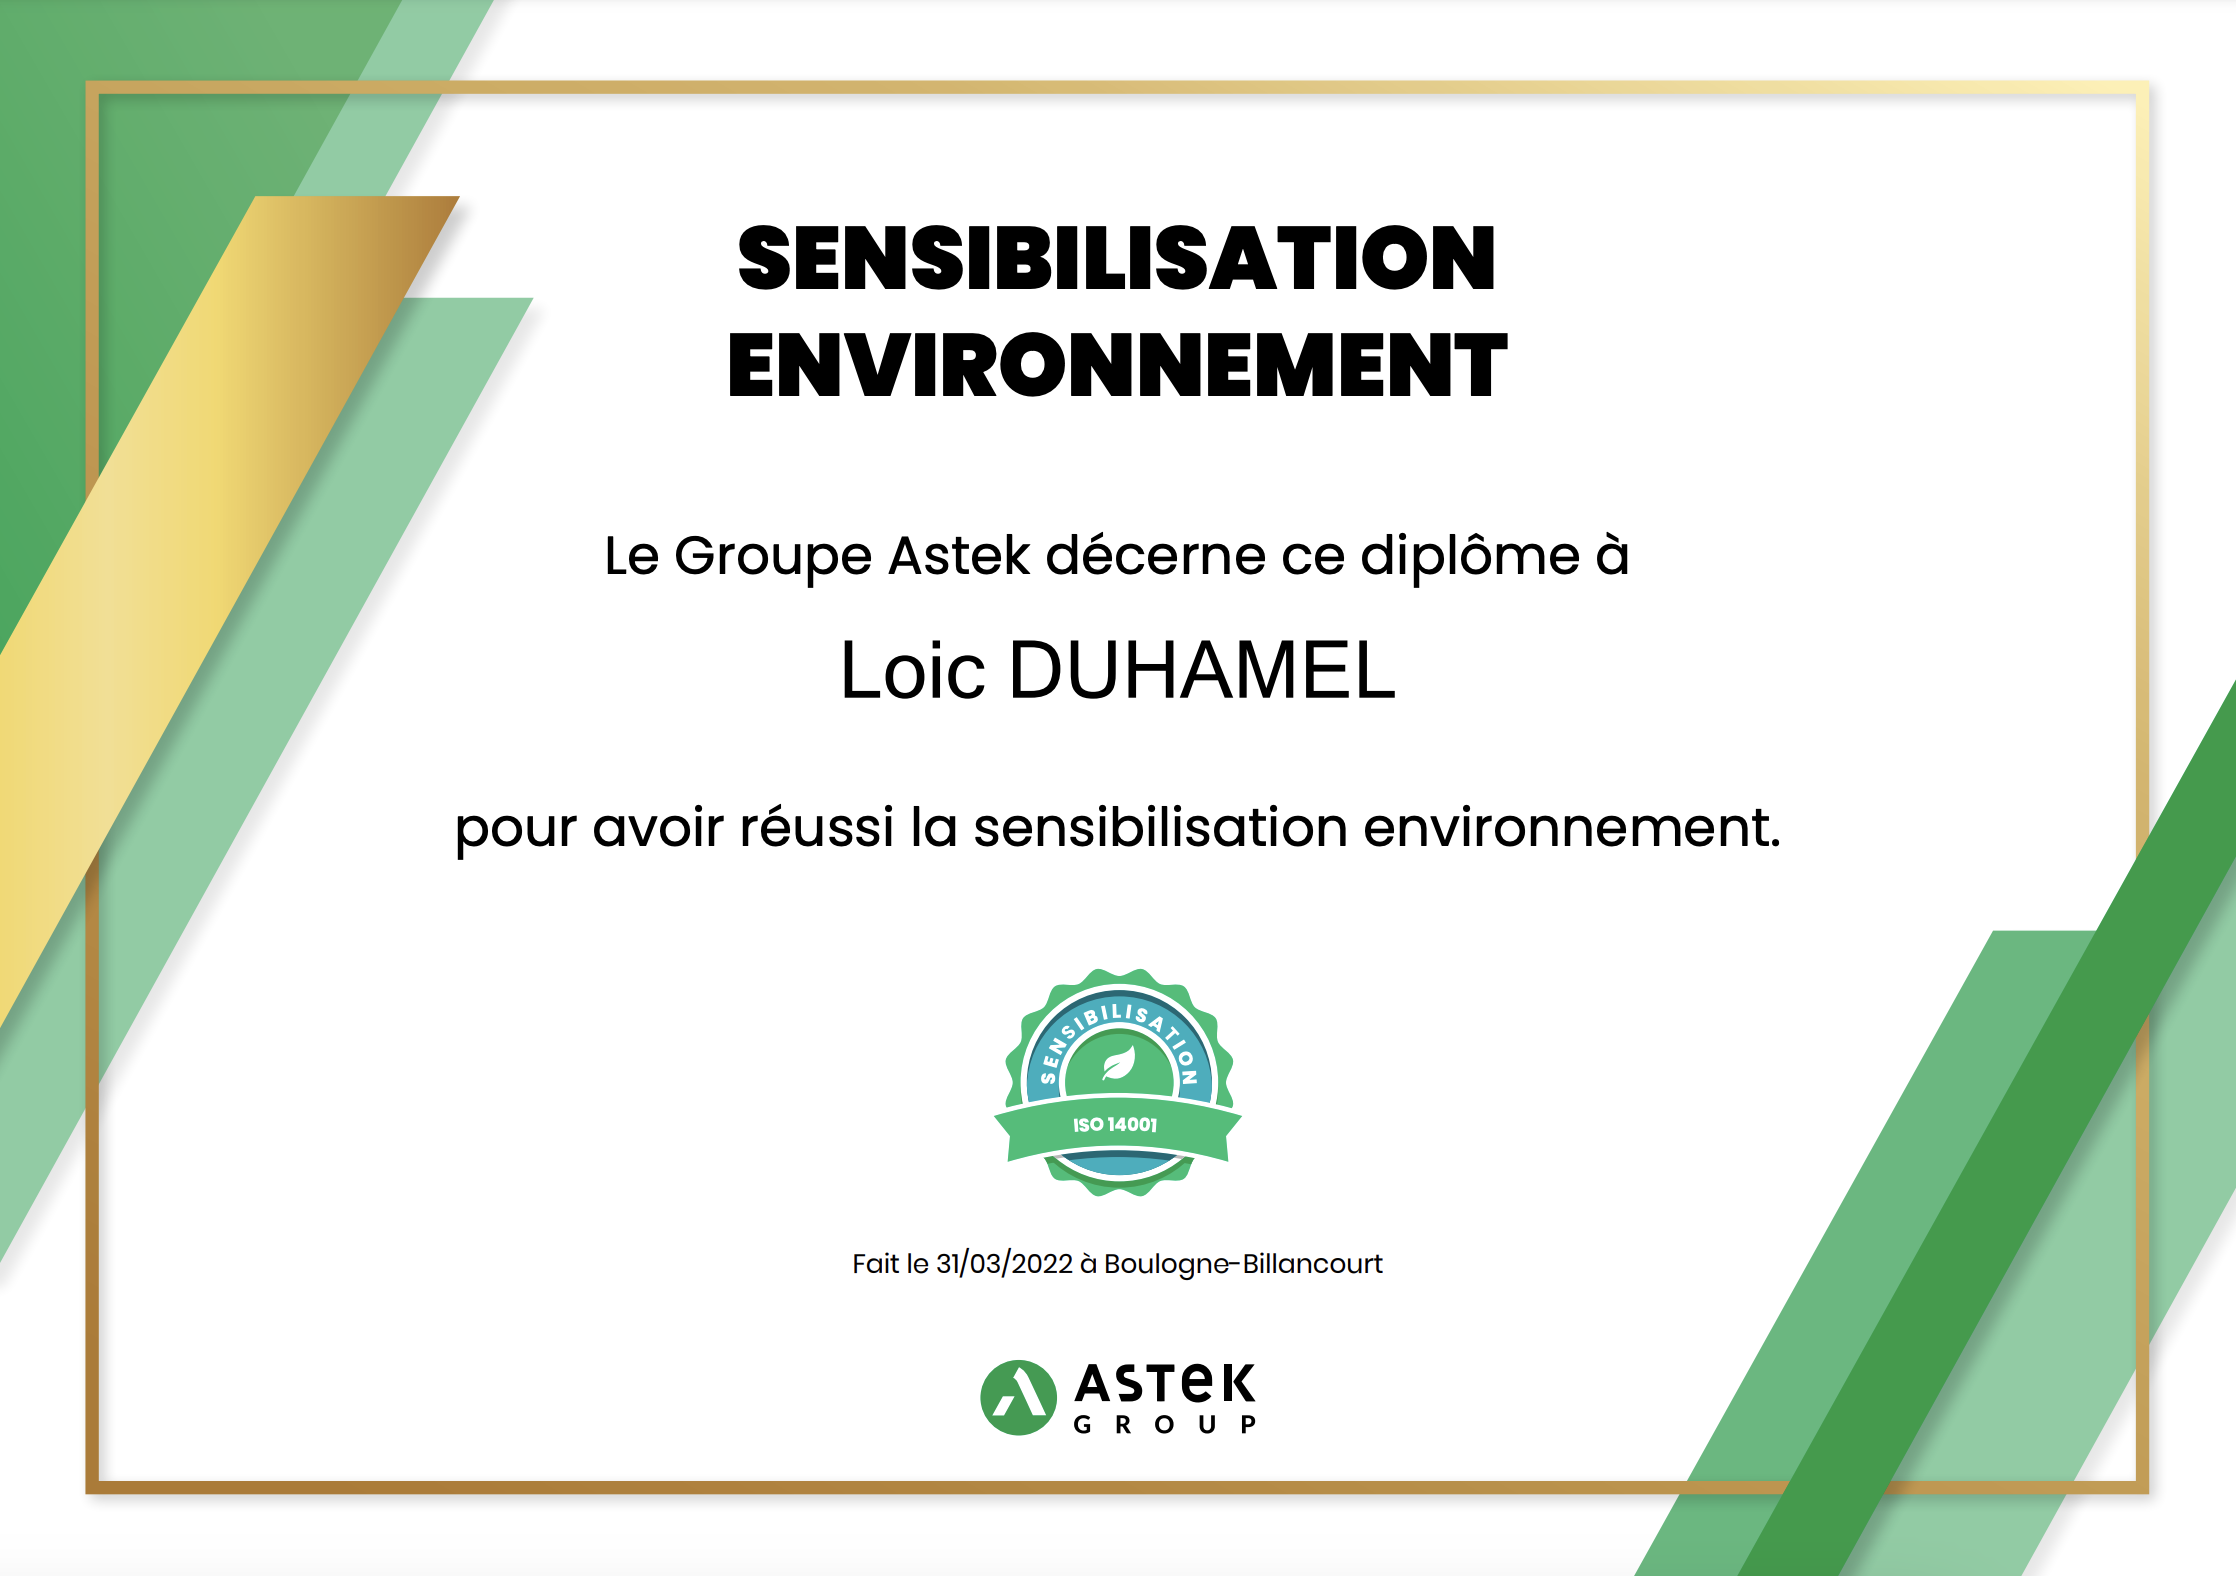 SENSIBILISATION
ENVIRONNEMENT
Le Groupe Astek décerne ce diplôme à
Loic DUHAMEL
pour avoir réussi la sensibilisation environnement.
SENSIBILISATION
ISO 14001
Fait le 31/03/2022 à Boulogne-Billancourt
ASTeK
GROUP